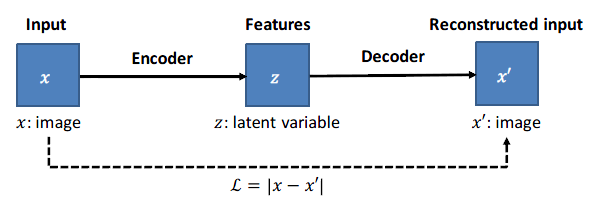 Input
Features
Reconstructed input
Encoder
Decoder
x
z
x′
x: image
z: latent variable
x′: image
ℒ = |x − x′|